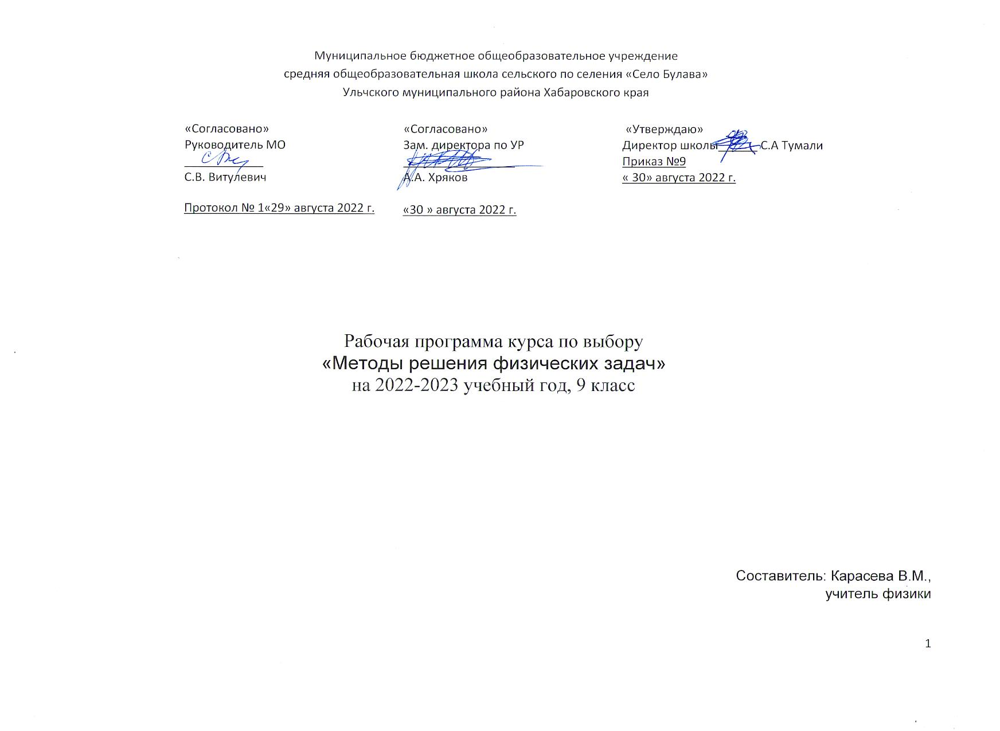 Муниципальное бюджетное общеобразовательное учреждение
средняя общеобразовательная школа сельского по селения «Село Булава»
Ульчского муниципального района Хабаровского края
«Согласовано»
Руководитель МО
С.В. Витулевич
Протокол № 1«29» августа 2022 г.
«Согласовано»
Зам. директора по УР
А.А. Хряков
«30 » августа 2022 г.
«Утверждаю»
Директор школы______С.А Тумали
Приказ №9
« 30» августа 2022 г.
Рабочая программа курса по выбору
«Методы решения физических задач»
на 2022-2023 учебный год, 9 класс
Составитель: Карасева В.М.,
учитель физики
1